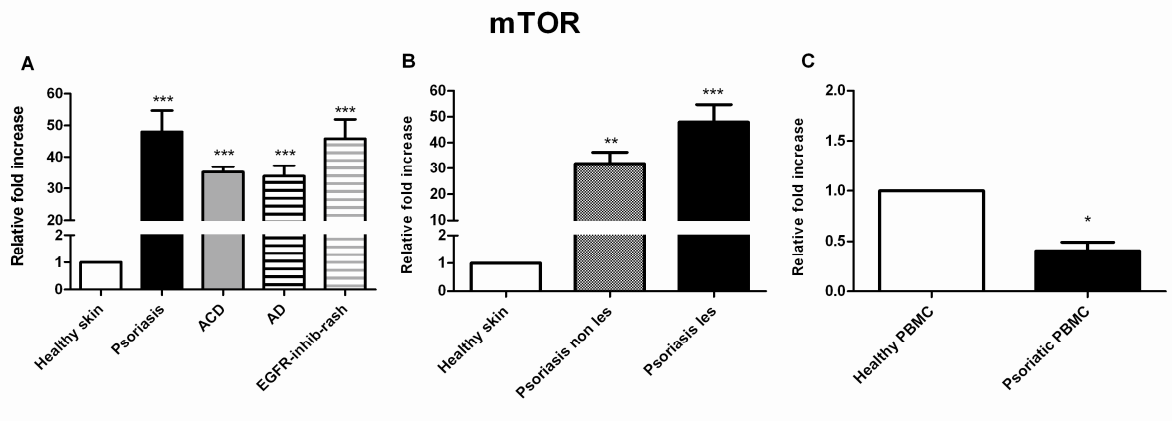 mTOR
A
Relative fold increase
60
50
40
30
20
2
1
0
***
***
***
***
Healthy skin
Psoriasis
ACD
AD
EGFR-inhib-rash
B
Relative fold increase
60
50
40
30
20
10
2
1
0
**
***
Healthy skin
Psoriasis non les
Psoriasis les
C
Relative fold increase
2.0
1.5
1.0
0.5
0.0
*
Healthy PBMC
Psoriatic PBMC